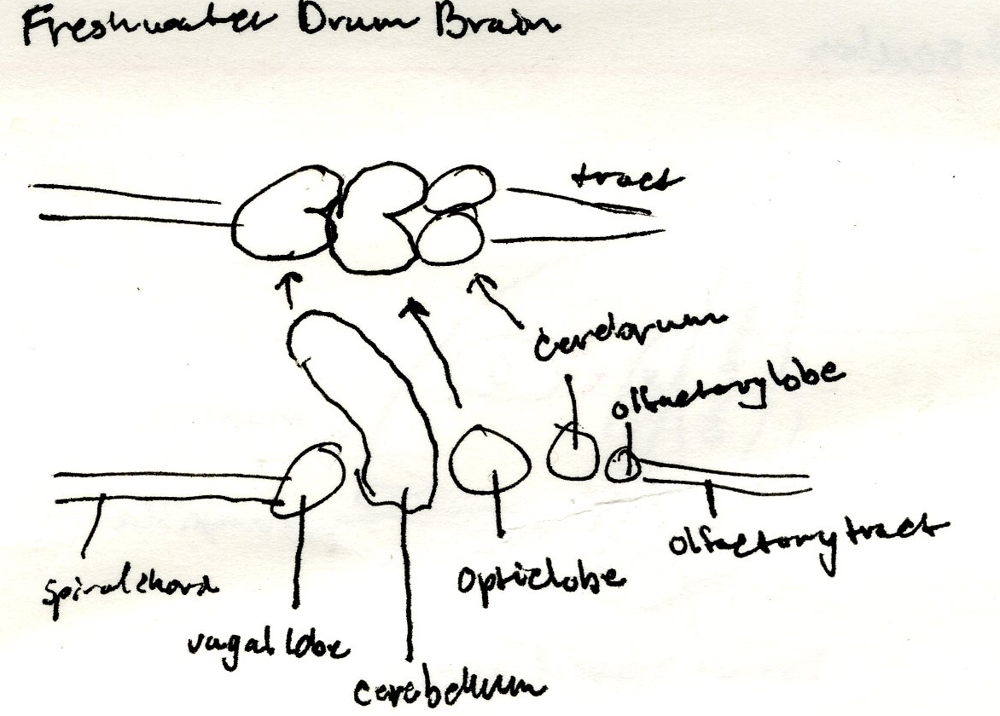 Freshwater Drum Brain
tract
Cerebrum
olfactory lobe
olfactory tract
Optic lobe
Spinal chord
vagal lobe
Cerebellum